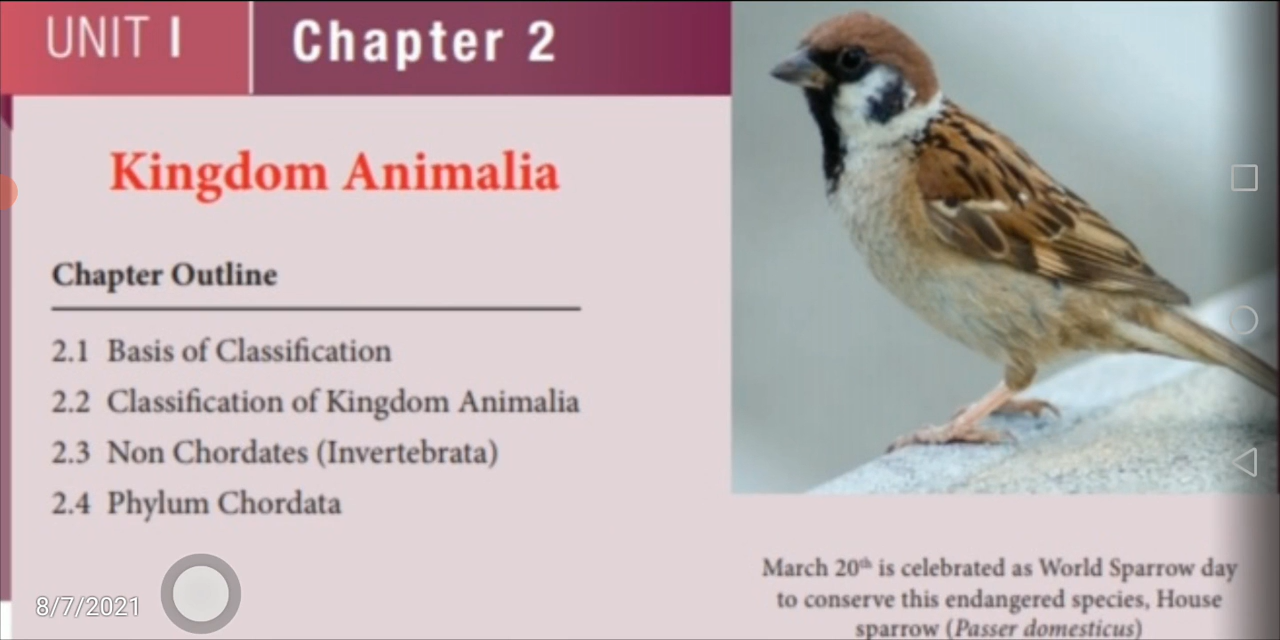 UNIT I
Chapter 2
Kingdom Animalia
Chapter Outline
2.1 Basis of Classification
2.2 Classification of Kingdom Animalia
2.3 Non Chordates (Invertebrata)
2.4 Phylum Chordata
March 20th is celebrated as World Sparrow day
to conserve this endangered species, House
sparrow (Passer domesticus)
8/7/2021